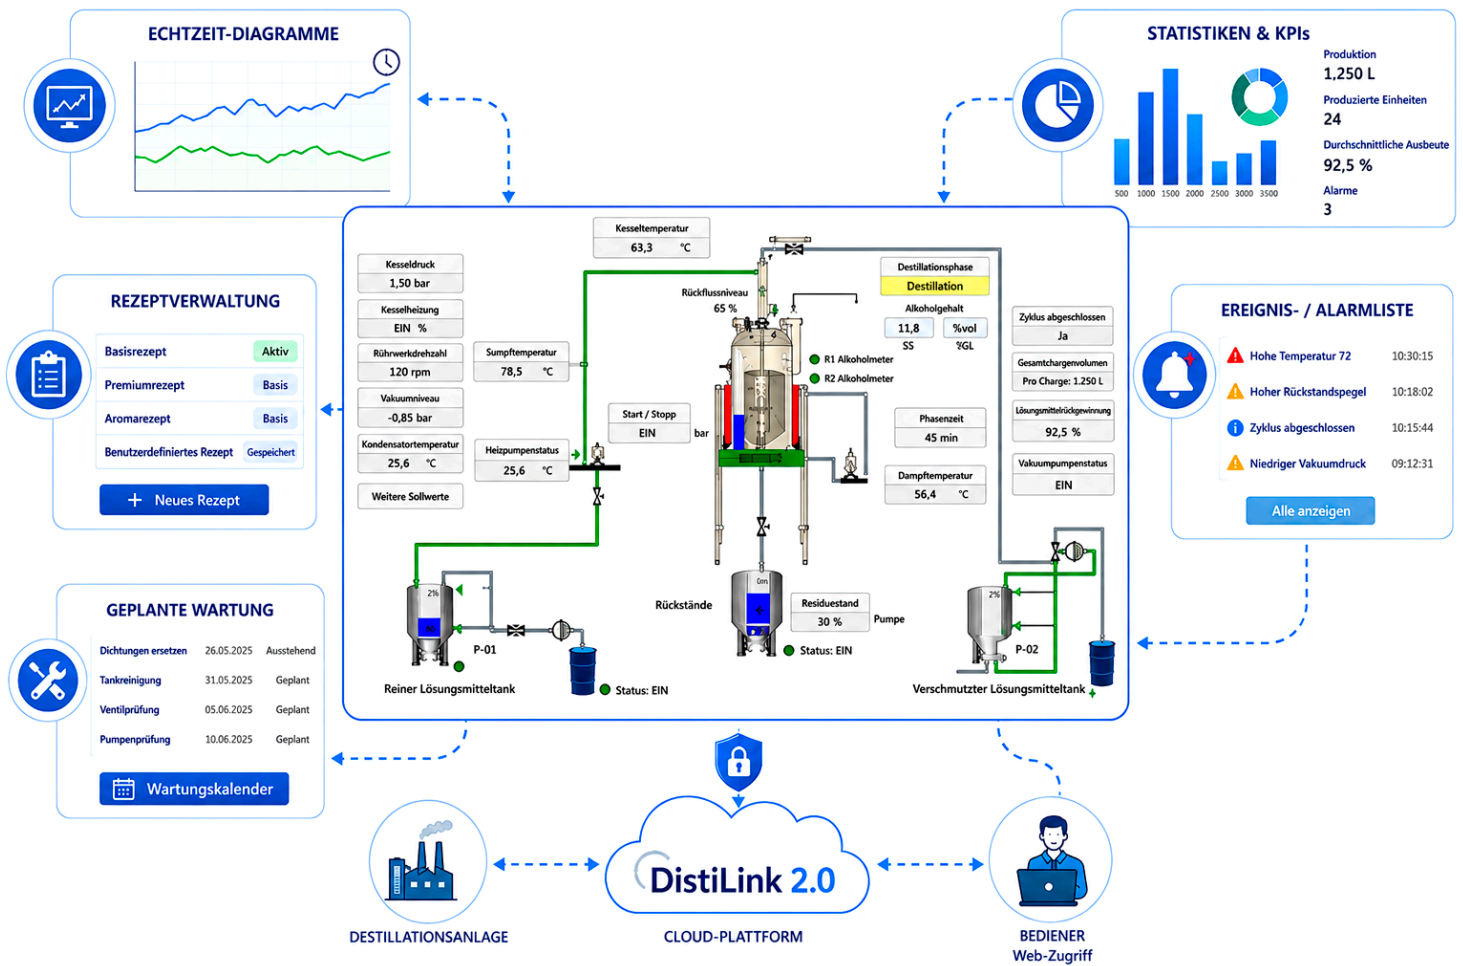 ECHTZEIT-DIAGRAMME
STATISTIKEN & KPIs
Produktion
1,250 L
Produzierte Einheiten
24
Durchschnittliche Ausbeute
92,5 %
Alarme
3
500 1000 1500 2000 2500 3000 3500
REZEPTVERWALTUNG
Basisrezept Aktiv
Premiumrezept Basis
Aromarezept Basis
Benutzerdefiniertes Rezept Gespeichert
+ Neues Rezept
GEPLANTE WARTUNG
Dichtungen ersetzen 26.05.2025 Ausstehend
Tankreinigung 31.05.2025 Geplant
Ventilprüfung 05.06.2025 Geplant
Pumpenprüfung 10.06.2025 Geplant
Wartungskalender
Kesseltemperatur
63,3 °C
Kesseldruck
1,50 bar
Kesselheizung
EIN %
Rührwerkdrehzahl
120 rpm
Vakuumniveau
-0,85 bar
Kondensatortemperatur
25,6 °C
Weitere Sollwerte
Sumpftemperatur
78,5 °C
Heizpumpenstatus
25,6 °C
Start / Stopp
EIN bar
Rückflussniveau
65 %
R1 Alkoholmeter
R2 Alkoholmeter
Destillationsphase
Destillation
Alkoholgehalt
11,8 %vol
SS %GL
Phasenzeit
45 min
Dampftemperatur
56,4 °C
Zyklus abgeschlossen
Ja
Gesamtchargenvolumen
Pro Charge: 1.250 L
Lösungsmittelrückgewinnung
92,5 %
Vakuumpumpenstatus
EIN
2%
P-01
Reiner Lösungsmitteltank
Status: EIN
Rückstände
Residuestand
30 %
Pumpe
Status: EIN
2%
P-02
Verschmutzter Lösungsmitteltank
EREIGNIS- / ALARMLISTE
Hohe Temperatur 72 10:30:15
Hoher Rückstandspegel 10:18:02
Zyklus abgeschlossen 10:15:44
Niedriger Vakuumdruck 09:12:31
Alle anzeigen
DistiLink 2.0
DESTILLATIONSANLAGE
CLOUD-PLATTFORM
BEDIENER
Web-Zugriff